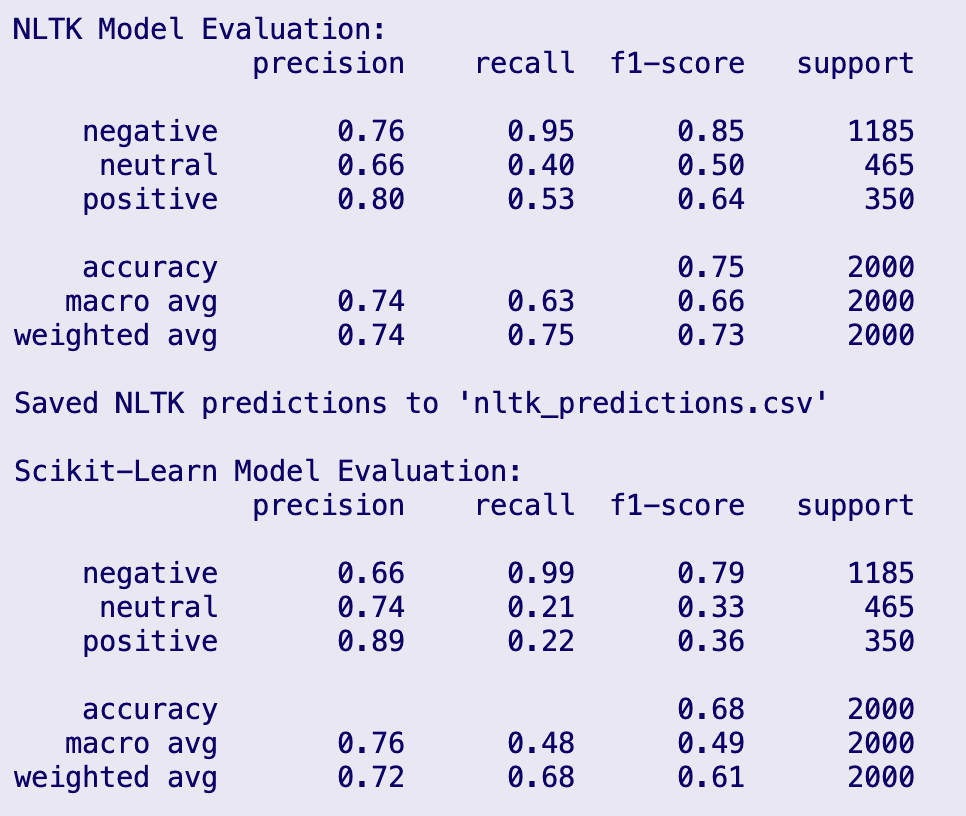 NLTK Model Evaluation:
precision recall f1-score support
negative 0.76 0.95 0.85 1185
neutral 0.66 0.40 0.50 465
positive 0.80 0.53 0.64 350
accuracy 0.75 2000
macro avg 0.74 0.63 0.66 2000
weighted avg 0.74 0.75 0.73 2000
Saved NLTK predictions to 'nltk_predictions.csv'
Scikit-Learn Model Evaluation:
precision recall f1-score support
negative 0.66 0.99 0.79 1185
neutral 0.74 0.21 0.33 465
positive 0.89 0.22 0.36 350
accuracy 0.68 2000
macro avg 0.76 0.48 0.49 2000
weighted avg 0.72 0.68 0.61 2000